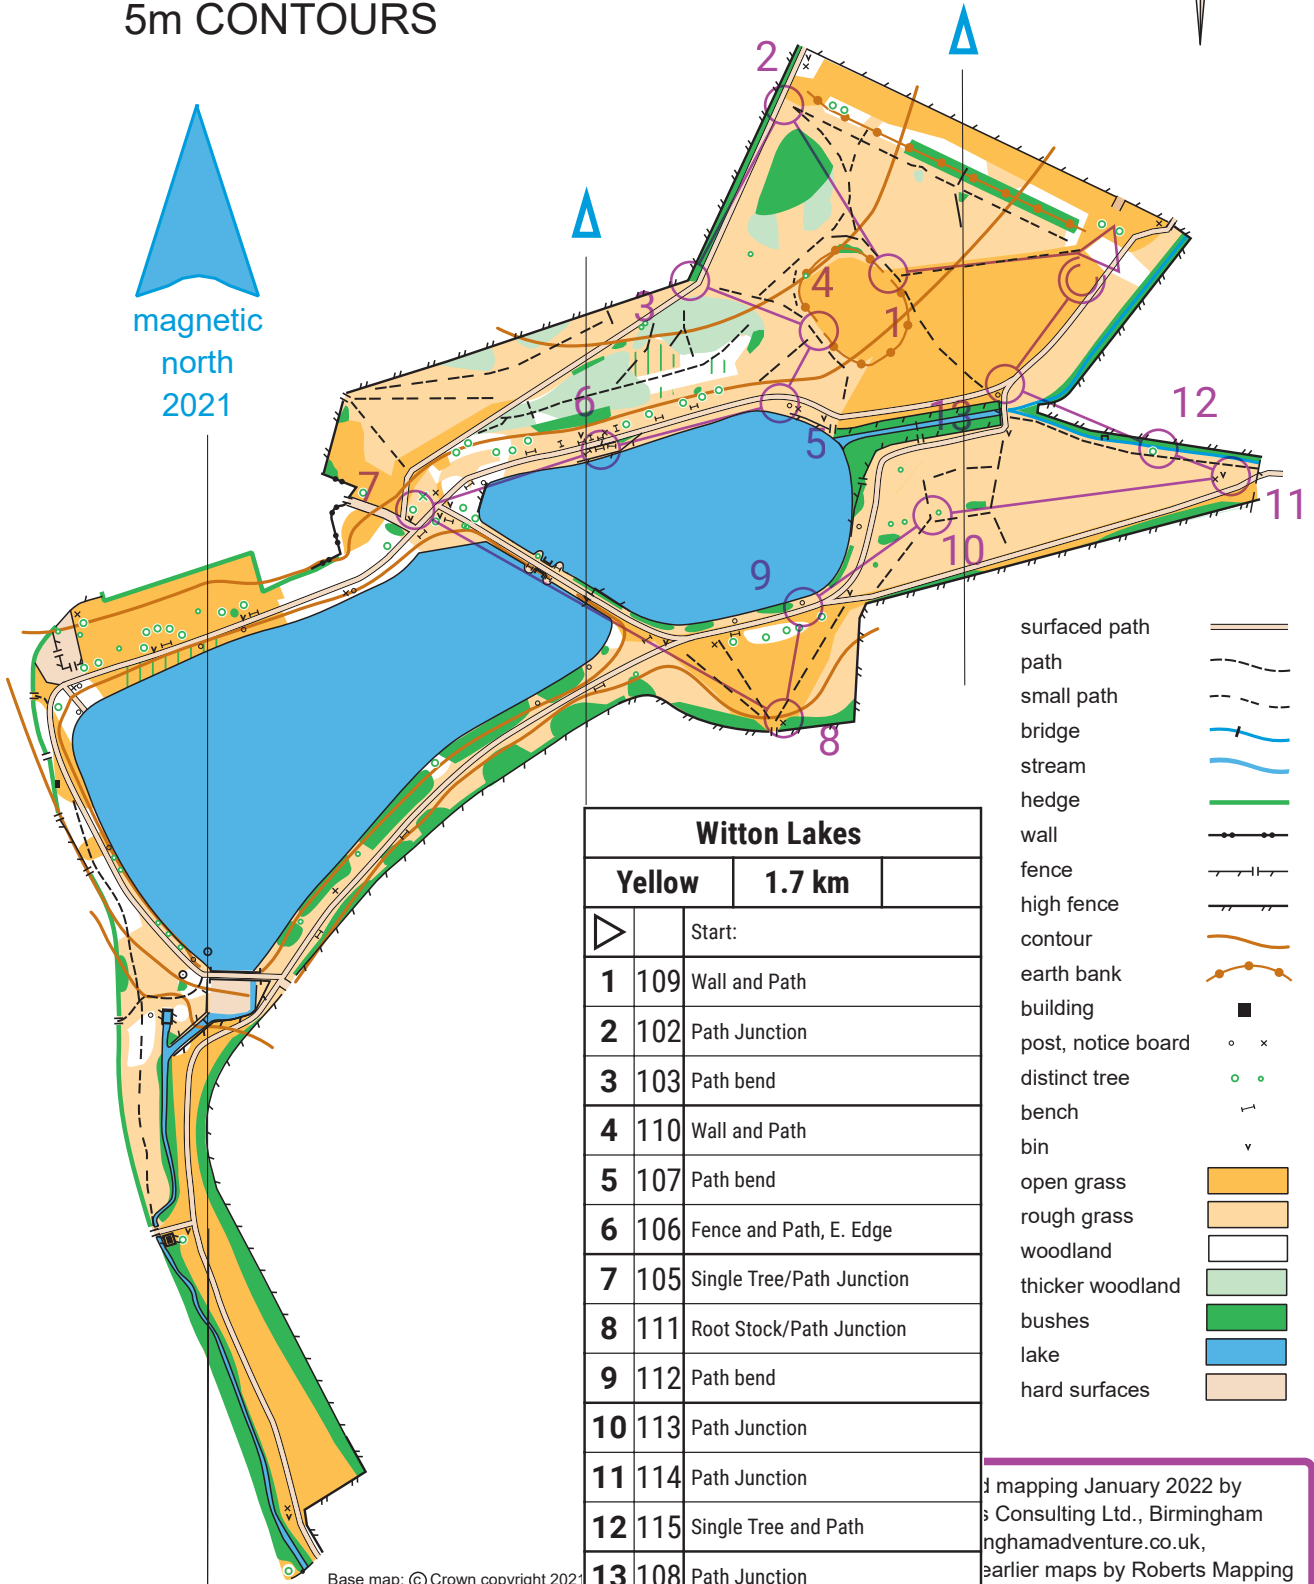 5m CONTOURS
magnetic
north
2021
2
3
4
1
6
5
13
12
7
11
10
9
8
surfaced path
path
small path
bridge
stream
hedge
wall
fence
high fence
contour
earth bank
building
post, notice board
distinct tree
bench
bin
open grass
rough grass
woodland
thicker woodland
bushes
lake
hard surfaces
Witton Lakes
Yellow 1.7 km
Start:
1 109 Wall and Path
2 102 Path Junction
3 103 Path bend
4 110 Wall and Path
5 107 Path bend
6 106 Fence and Path, E. Edge
7 105 Single Tree/Path Junction
8 111 Root Stock/Path Junction
9 112 Path bend
10 113 Path Junction
11 114 Path Junction
12 115 Single Tree and Path
13 108 Path Junction
mapping January 2022 by
Consulting Ltd., Birmingham
nghamadventure.co.uk,
earlier maps by Roberts Mapping
Base map: © Crown copyright 2021